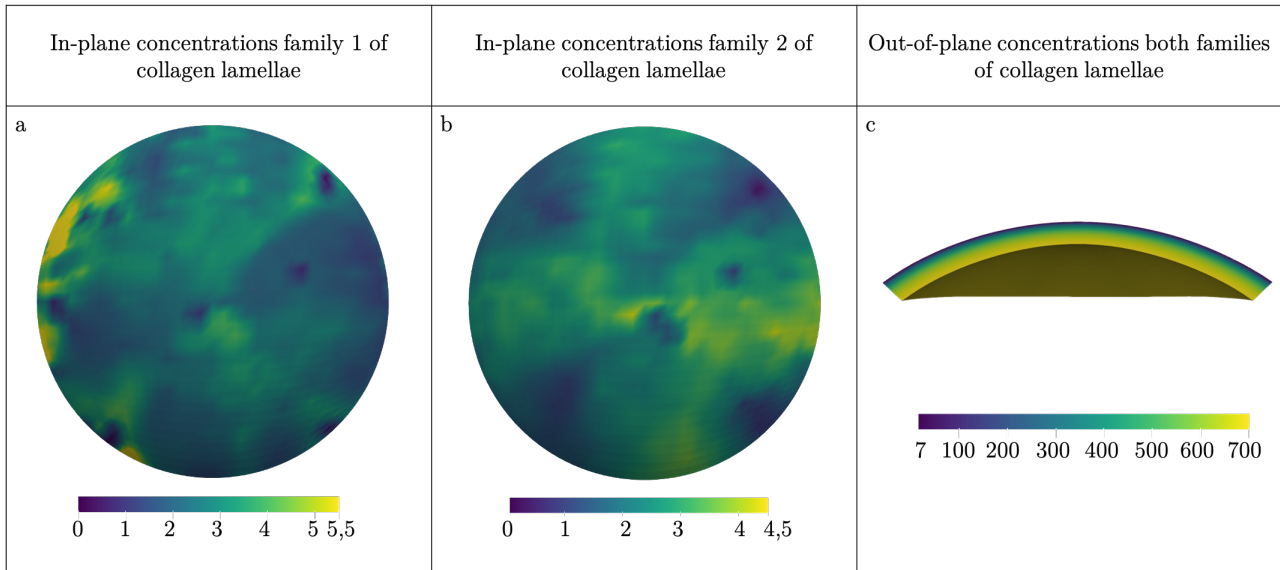 In-plane concentrations family 1 of
collagen lamellae
In-plane concentrations family 2 of
collagen lamellae
Out-of-plane concentrations both families
of collagen lamellae
a
b
c
0 1 2 3 4 5 5,5
0 1 2 3 4 4,5
7 100 200 300 400 500 600 700